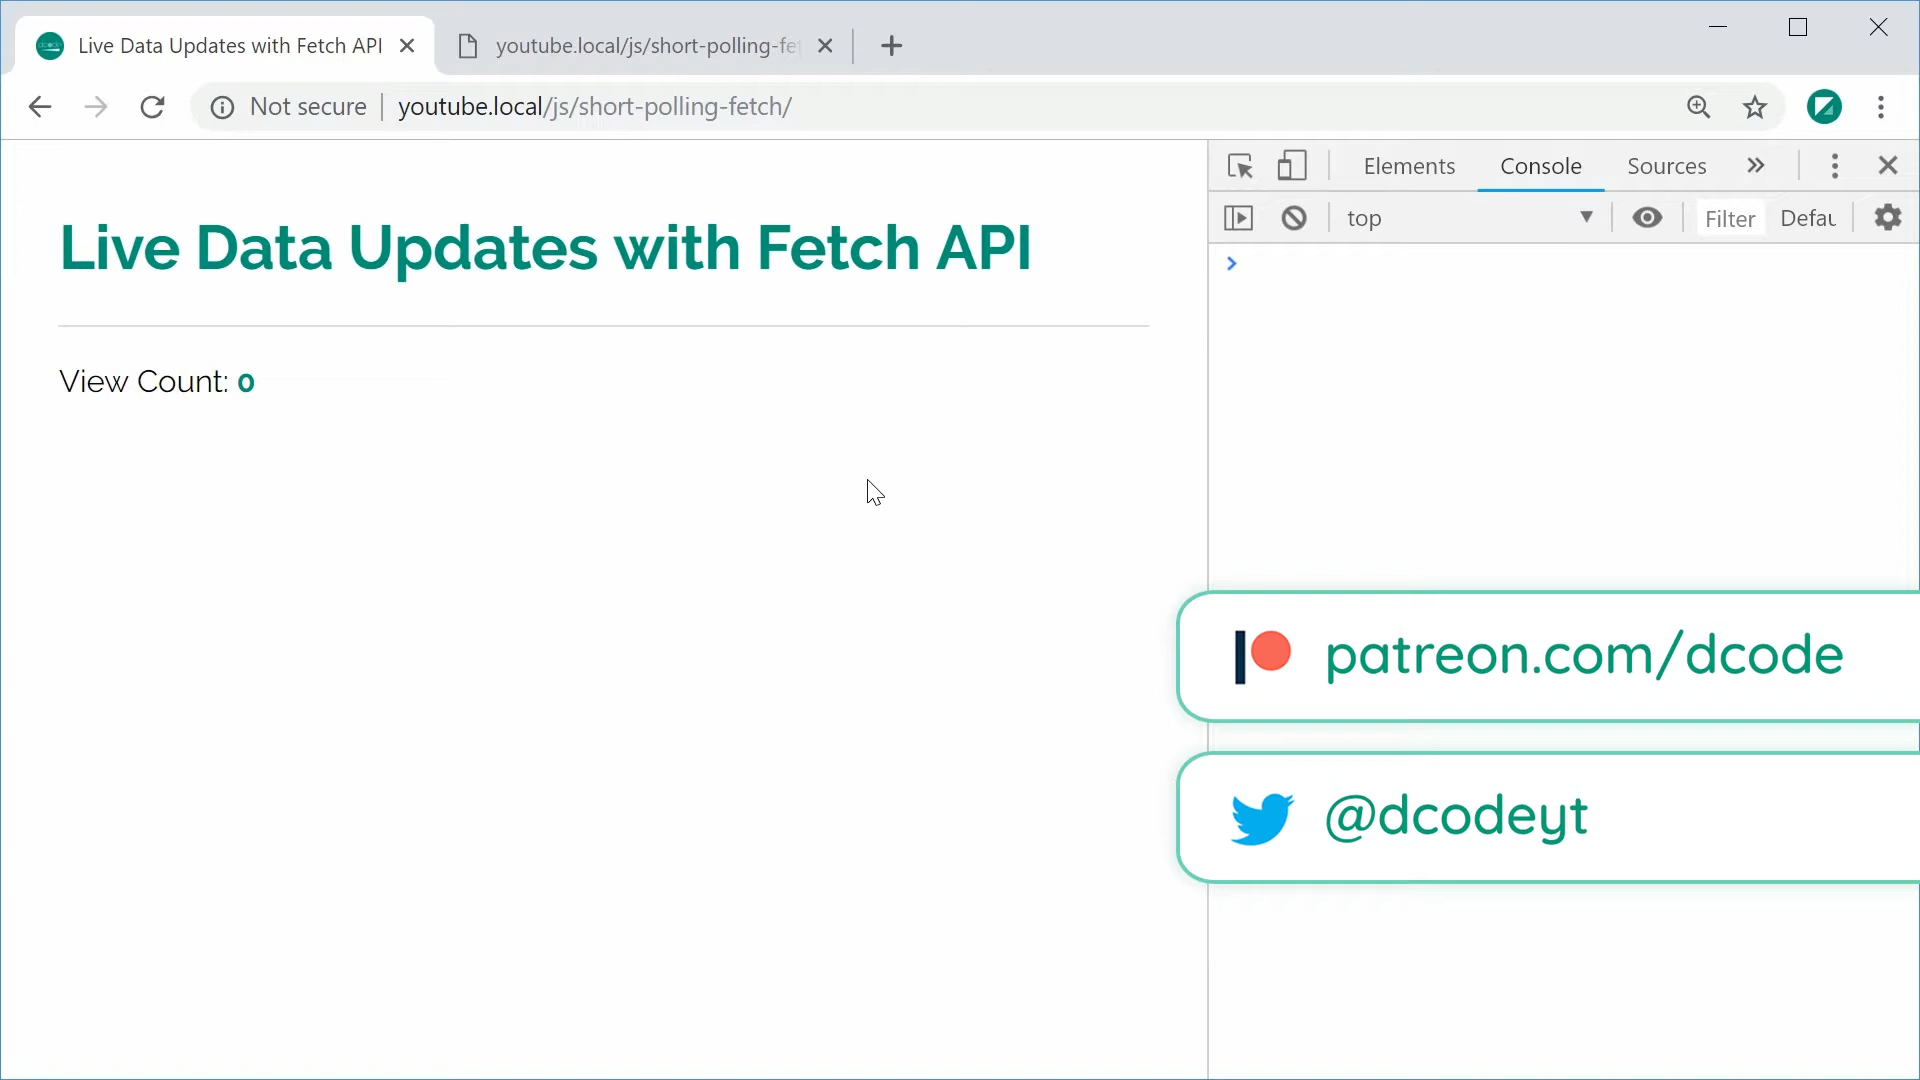 Live Data Updates with Fetch API
youtube.local/js/short-polling-fe
Not secure
youtube.local/js/short-polling-fetch/
Elements
Console
Sources
top
Filter
Defau
Live Data Updates with Fetch API
View Count: 0
patreon.com/dcode
@dcodeyt